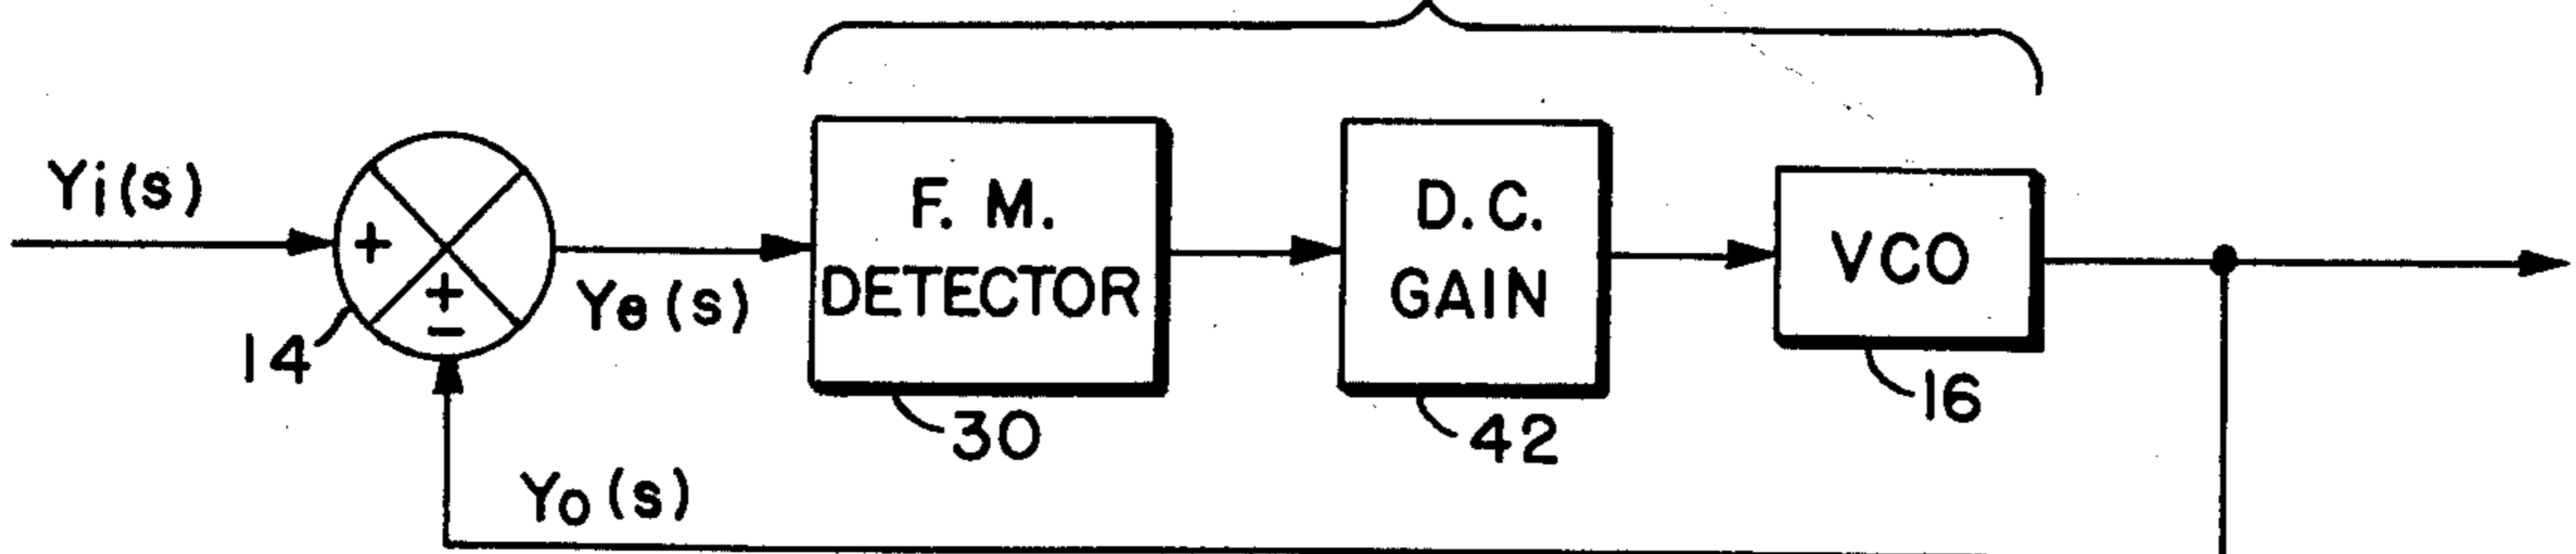 Yi(s)
+
+
−
14
Ye(s)
F. M.
DETECTOR
30
D.C.
GAIN
42
VCO
16
Yo(s)